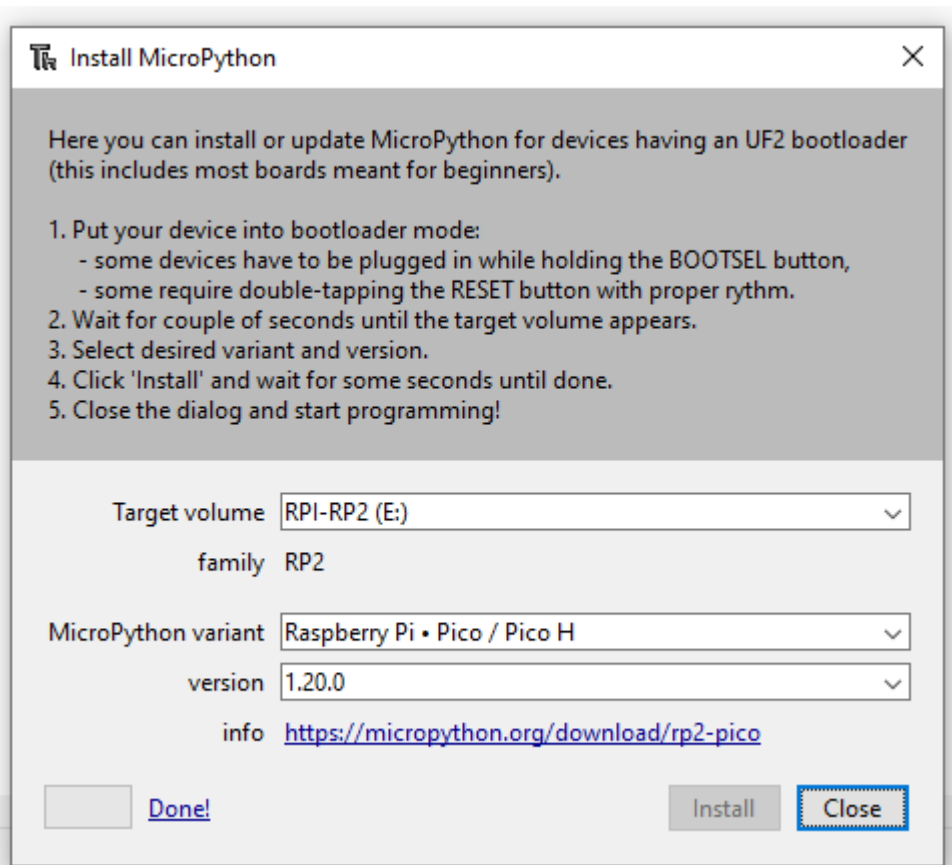 Install MicroPython
Here you can install or update MicroPython for devices having an UF2 bootloader
(this includes most boards meant for beginners).
1. Put your device into bootloader mode:
- some devices have to be plugged in while holding the BOOTSEL button,
- some require double-tapping the RESET button with proper rythm.
2. Wait for couple of seconds until the target volume appears.
3. Select desired variant and version.
4. Click 'Install' and wait for some seconds until done.
5. Close the dialog and start programming!
Target volume RPI-RP2 (E:)
family RP2
MicroPython variant Raspberry Pi • Pico / Pico H
version 1.20.0
info https://micropython.org/download/rp2-pico
Done! Install Close